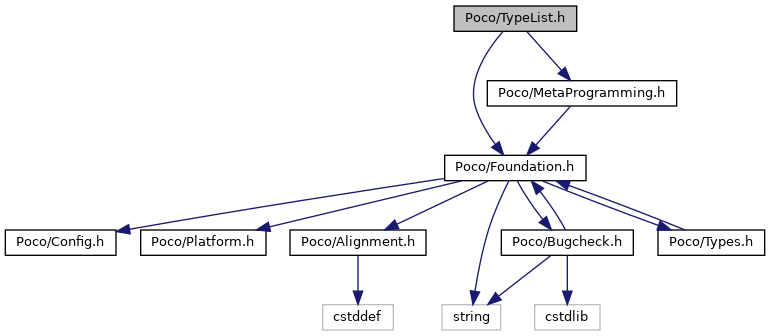 Poco/TypeList.h
Poco/MetaProgramming.h
Poco/Foundation.h
Poco/Config.h
Poco/Platform.h
Poco/Alignment.h
Poco/Bugcheck.h
Poco/Types.h
cstddef
string
cstdlib